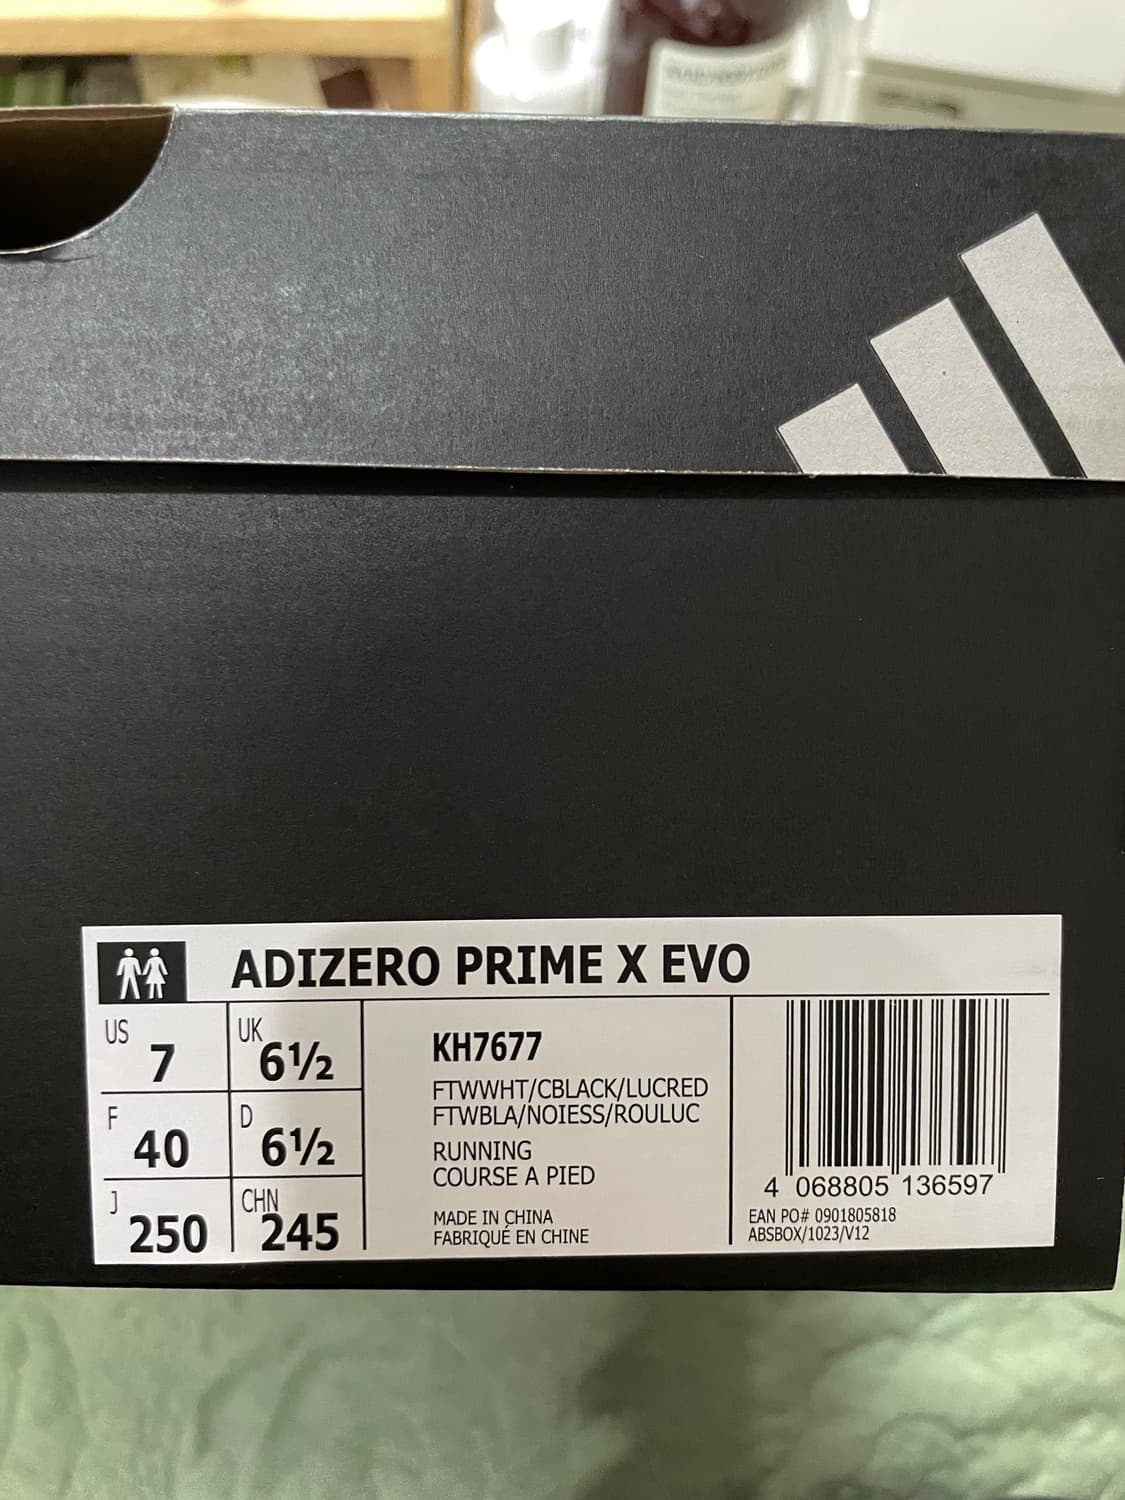 ADIZERO PRIME X EVO
US 7
UK 6½
F 40
D 6½
J 250
CHN 245
KH7677
FTWWHT/CBLACK/LUCRED
FTWBLA/NOIESS/ROULUC
RUNNING
COURSE A PIED
MADE IN CHINA
FABRIQUÉ EN CHINE
4 068805 136597
EAN PO# 0901805818
ABSBOX/1023/V12